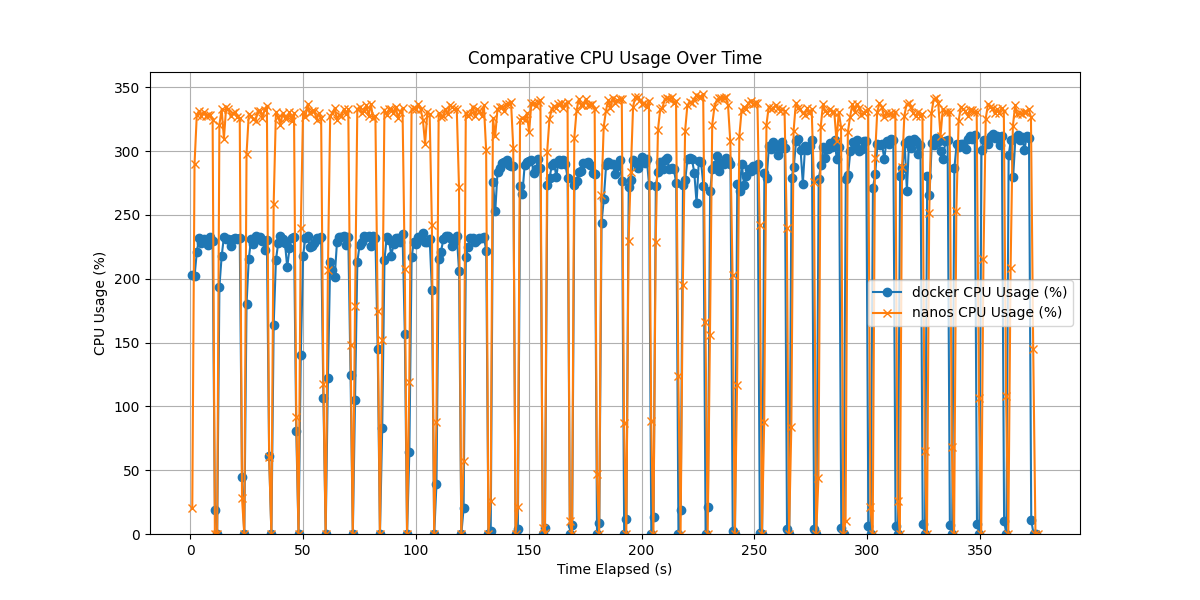 Comparative CPU Usage Over Time
CPU Usage (%)
350
300
250
200
150
100
50
0
docker CPU Usage (%)
nanos CPU Usage (%)
0 50 100 150 200 250 300 350
Time Elapsed (s)